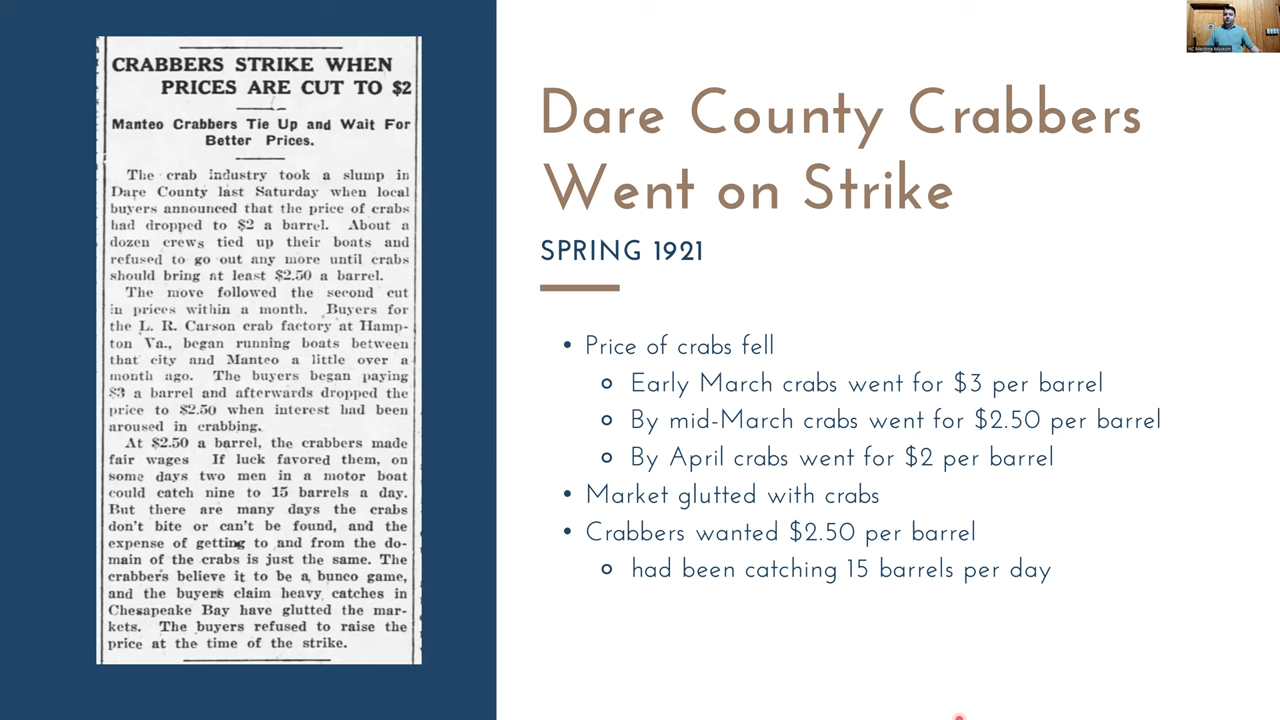 CRABBERS STRIKE WHEN
PRICES ARE CUT TO $2
Manteo Crabbers Tie Up and Wait For
Better Prices.
The crab industry took a slump in
Dare County last Saturday when local
buyers announced that the price of crabs
had dropped to $2 a barrel. About a
dozen crews tied up their boats and
refused to go out any more until crabs
should bring at least $2.50 a barrel.
The move followed the second cut
in prices within a month. Buyers for
the L. R. Carson crab factory at Hamp-
ton Va., began running boats between
that city and Manteo a little over a
month ago. The buyers began paying
$3 a barrel and afterwards dropped the
price to $2.50 when interest had been
aroused in crabbing.
At $2.50 a barrel, the crabbers made
fair wages If luck favored them, on
some days two men in a motor boat
could catch nine to 15 barrels a day.
But there are many days the crabs
don't bite or can't be found, and the
expense of getting to and from the do-
main of the crabs is just the same. The
crabbers believe it to be a bunco game,
and the buyers claim heavy catches in
Chesapeake Bay have glutted the mar-
kets. The buyers refused to raise the
price at the time of the strike.
Dare County Crabbers
Went on Strike
SPRING 1921
• Price of crabs fell
Early March crabs went for $3 per barrel
By mid-March crabs went for $2.50 per barrel
By April crabs went for $2 per barrel
• Market glutted with crabs
• Crabbers wanted $2.50 per barrel
had been catching 15 barrels per day
NC Maritime Museum